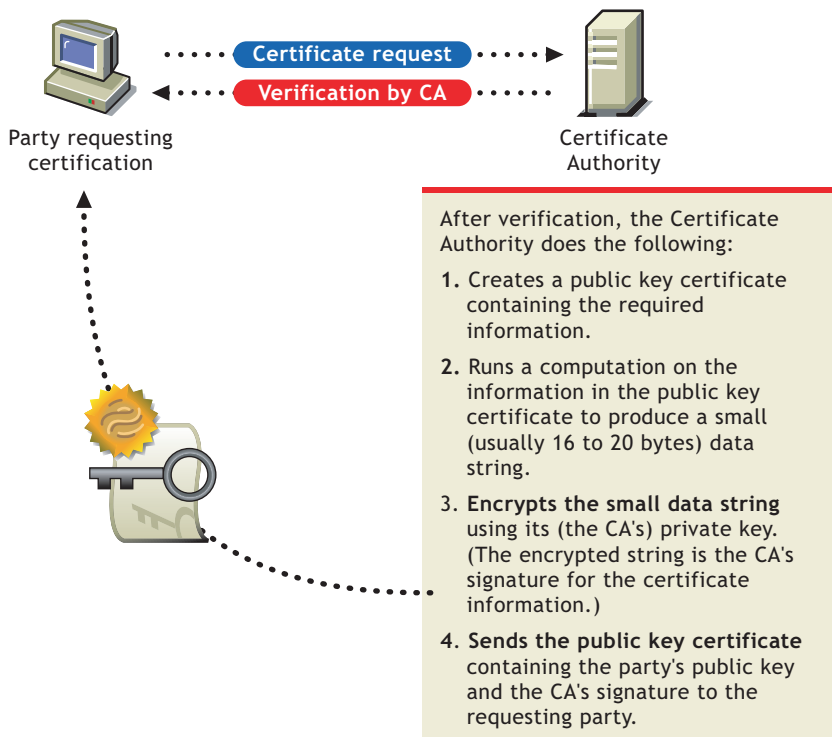 Certificate request
Verification by CA
Party requesting
certification
Certificate
Authority
After verification, the Certificate
Authority does the following:
1. Creates a public key certificate
containing the required
information.
2. Runs a computation on the
information in the public key
certificate to produce a small
(usually 16 to 20 bytes) data
string.
3. Encrypts the small data string
using its (the CA's) private key.
(The encrypted string is the CA's
signature for the certificate
information.)
4. Sends the public key certificate
containing the party's public key
and the CA's signature to the
requesting party.